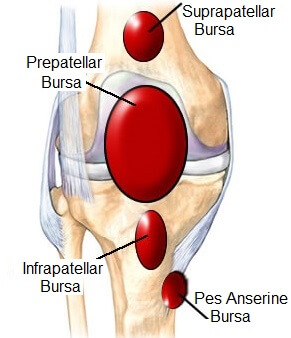 Suprapatellar
Bursa
Prepatellar
Bursa
Infrapatellar
Bursa
Pes Anserine
Bursa